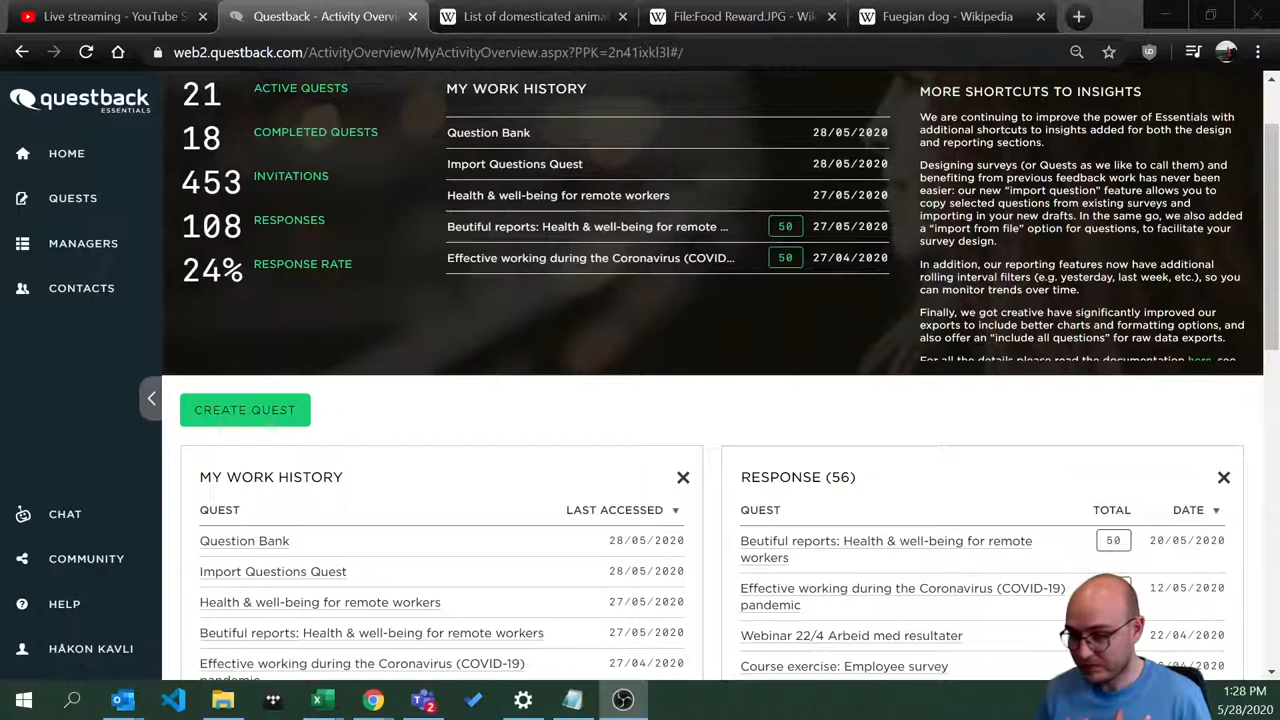 Live streaming - YouTube S
Questback - Activity Overvi
List of domesticated anima
File:Food Reward.JPG - Wik
Fuegian dog - Wikipedia
web2.questback.com/ActivityOverview/MyActivityOverview.aspx?PPK=2n41ixkl3l#/
questback
ESSENTIALS
HOME
QUESTS
MANAGERS
CONTACTS
CHAT
COMMUNITY
HELP
HÅKON KAVLI
21 ACTIVE QUESTS
18 COMPLETED QUESTS
453 INVITATIONS
108 RESPONSES
24% RESPONSE RATE
MY WORK HISTORY
Question Bank 28/05/2020
Import Questions Quest 28/05/2020
Health & well-being for remote workers 27/05/2020
Beutiful reports: Health & well-being for remote ... 50 27/05/2020
Effective working during the Coronavirus (COVID... 50 27/04/2020
MORE SHORTCUTS TO INSIGHTS
We are continuing to improve the power of Essentials with
additional shortcuts to insights added for both the design
and reporting sections.
Designing surveys (or Quests as we like to call them) and
benefiting from previous feedback work has never been
easier: our new "import question" feature allows you to
copy selected questions from existing surveys and
importing in your new drafts. In the same go, we also added
a "import from file" option for questions, to facilitate your
survey design.
In addition, our reporting features now have additional
rolling interval filters (e.g. yesterday, last week, etc.), so you
can monitor trends over time.
Finally, we got creative have significantly improved our
exports to include better charts and formatting options, and
also offer an "include all questions" for raw data exports.
For all the details please read the documentation here, see
CREATE QUEST
MY WORK HISTORY
QUEST LAST ACCESSED
Question Bank 28/05/2020
Import Questions Quest 28/05/2020
Health & well-being for remote workers 27/05/2020
Beutiful reports: Health & well-being for remote workers 27/05/2020
Effective working during the Coronavirus (COVID-19) 27/04/2020
pandemic
RESPONSE (56)
QUEST TOTAL DATE
Beutiful reports: Health & well-being for remote 50 20/05/2020
workers
Effective working during the Coronavirus (COVID-19) 12/05/2020
pandemic
Webinar 22/4 Arbeid med resultater 22/04/2020
Course exercise: Employee survey /04/2020
2
1:28 PM
5/28/2020